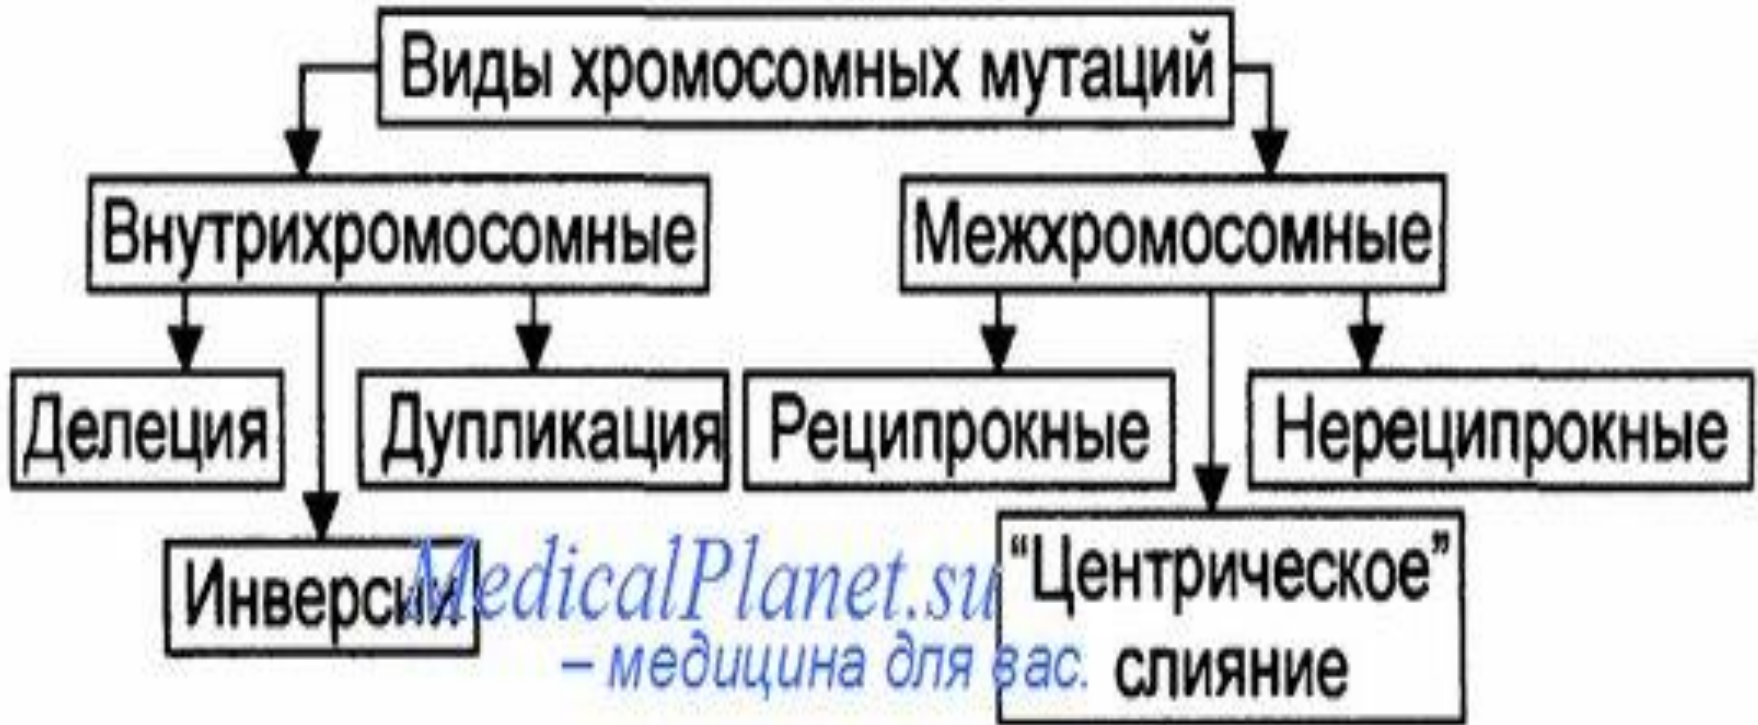 Виды хромосомных мутаций
Внутрихромосомные
Межхромосомные
Делеция
Дупликация
Реципрокные
Нереципрокные
Инверсии
"Центрическое"
слияние
MedicalPlanet.su
– медицина для вас.